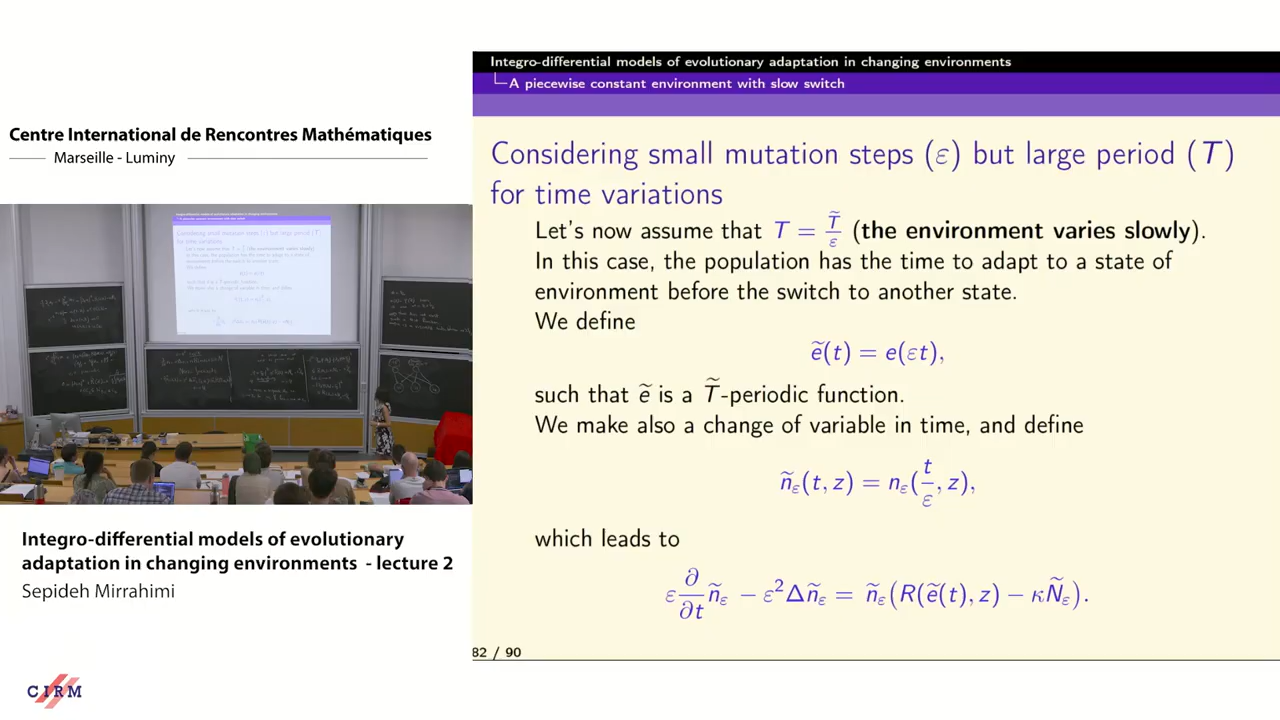 Centre International de Rencontres Mathématiques
Marseille - Luminy
Integro-differential models of evolutionary
adaptation in changing environments - lecture 2
Sepideh Mirrahimi
CIRM
Integro-differential models of evolutionary adaptation in changing environments
A piecewise constant environment with slow switch
Considering small mutation steps (ε) but large period (T)
for time variations
Let's now assume that T = T̃/ε (the environment varies slowly).
In this case, the population has the time to adapt to a state of
environment before the switch to another state.
We define
ẽ(t) = e(εt),
such that ẽ is a T̃-periodic function.
We make also a change of variable in time, and define
ñ_ε(t, z) = n_ε(t/ε, z),
which leads to
ε ∂/∂t ñ_ε − ε²Δñ_ε = ñ_ε(R(ẽ(t), z) − κÑ_ε).
82 / 90